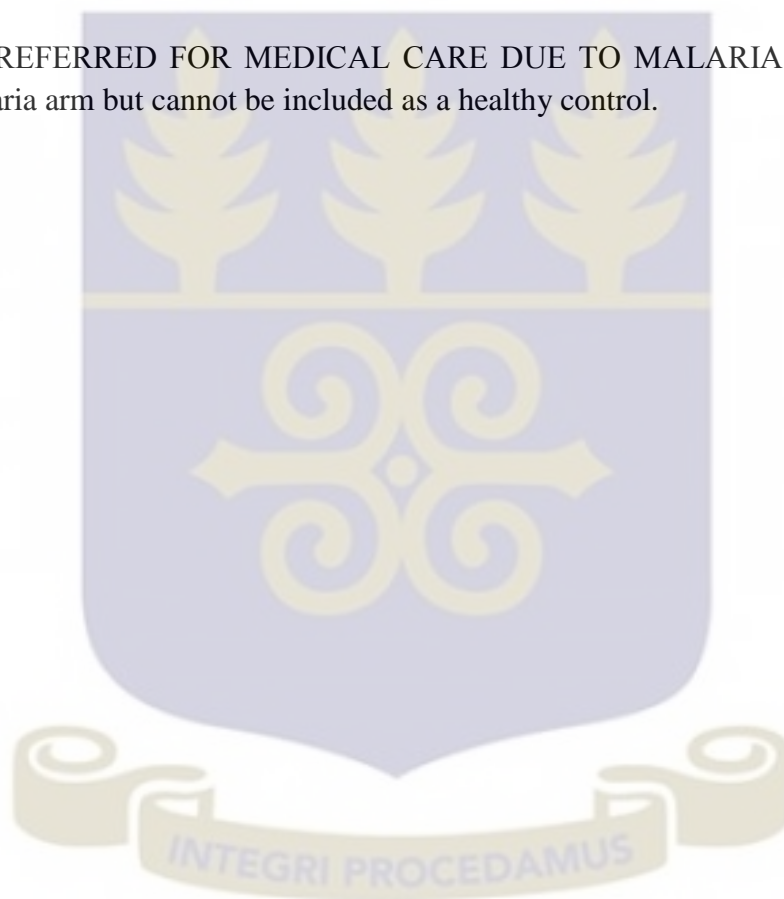 REFERRED FOR MEDICAL CARE DUE TO MALARIA
aria arm but cannot be included as a healthy control.
INTEGRI PROCEDAMUS